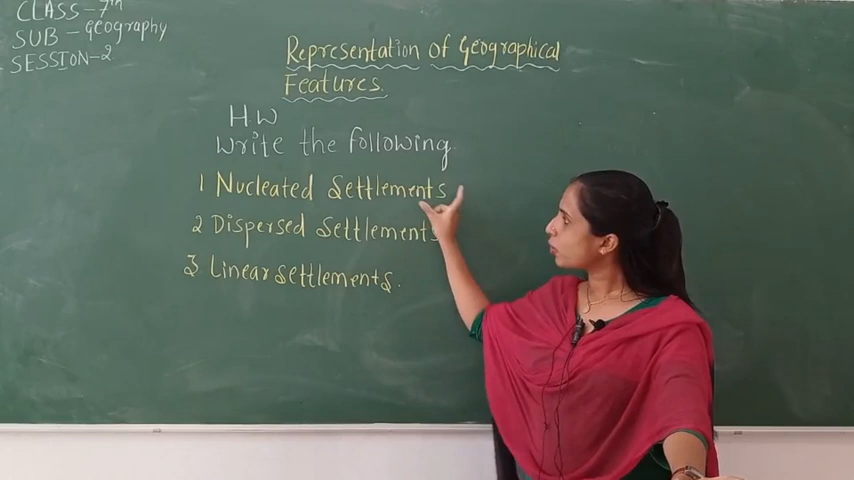 CLASS - 7th
SUB - Geography
SESSION - 2
Representation of Geographical
Features.
H.W
Write the following.
1 Nucleated Settlements
2 Dispersed Settlements
3 Linear settlements.